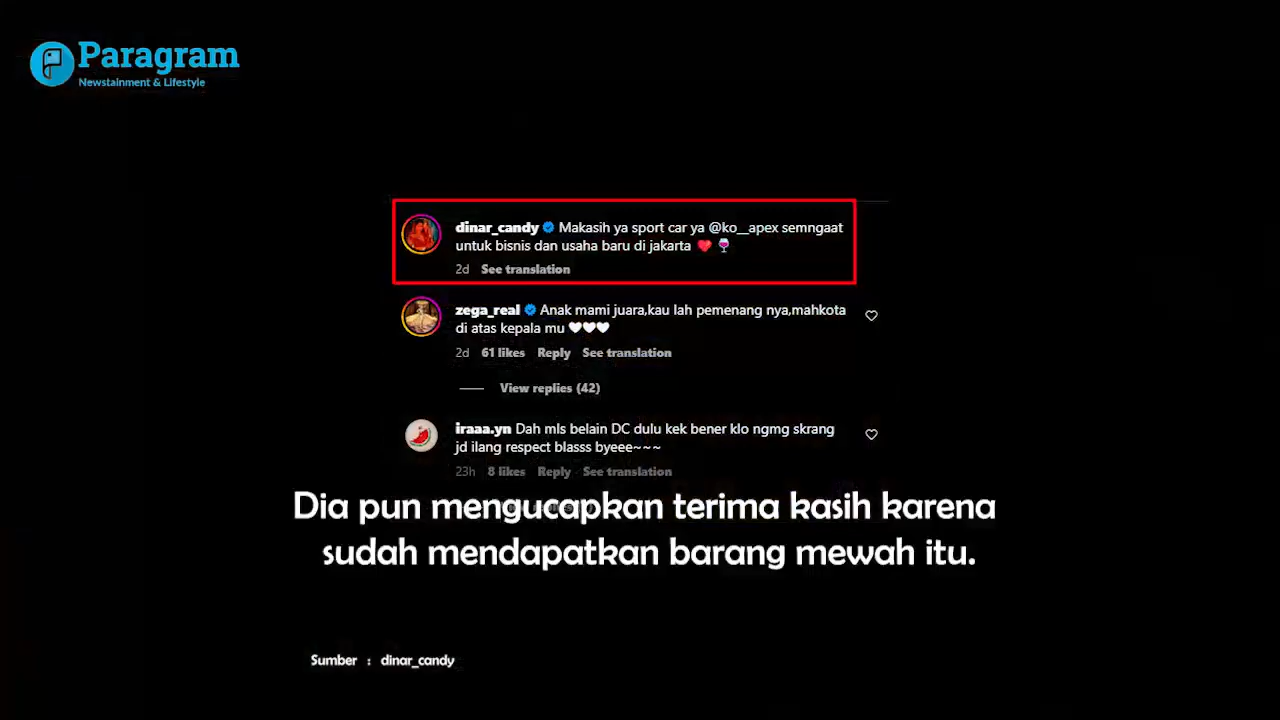 Paragram
Newstainment & Lifestyle
dinar_candy Makasih ya sport car ya @ko__apex semngaat
untuk bisnis dan usaha baru di jakarta ❤️🍷
2d See translation
zega_real Anak mami juara,kau lah pemenang nya,mahkota
di atas kepala mu 🤍🤍🤍
2d 61 likes Reply See translation
View replies (42)
iraaa.yn Dah mls belain DC dulu kek bener klo ngmg skrang
jd ilang respect blasss byeee~~~
23h 8 likes Reply See translation
Dia pun mengucapkan terima kasih karena
sudah mendapatkan barang mewah itu.
Sumber : dinar_candy